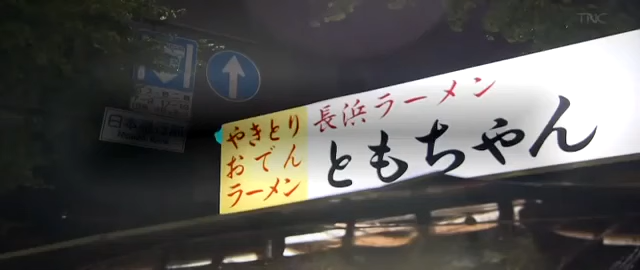 TNC
長浜ラーメン
ともちゃん
やきとり
おでん
ラーメン